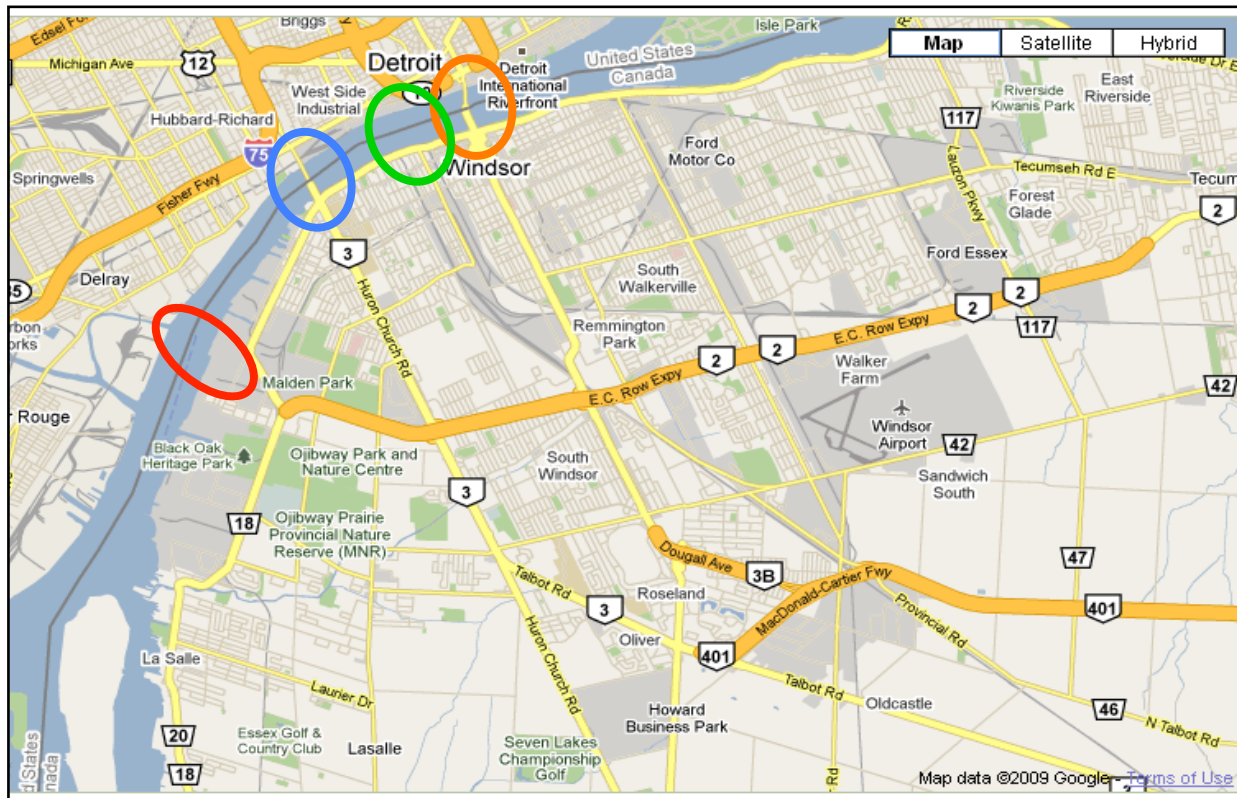 Briggs
Isle Park
Edsel Fo
Map
Satellite
Hybrid
Michigan Ave
12
Detroit
United States
Canada
Detroit
International
Riverfront
West Side
Industrial
Hubbard-Richard
East
Riverside
Riverside
Kiwanis Park
117
75
Ford
Motor Co
Springwells
Windsor
Tecumseh Rd E
Tecum
Lauzon Pkwy
Fisher Fwy
Forest
Glade
2
3
Ford Essex
Delray
South
Walkerville
Huron Church Rd
2
2
117
Remmington
Park
E.C. Row Expy
2
2
Walker
Farm
Malden Park
42
E.C. Row Expy
r Rouge
Windsor
Airport
42
Black Oak
Heritage Park
Ojibway Park and
Nature Centre
South
Windsor
Sandwich
South
3
18
Ojibway Prairie
Provincial Nature
Reserve (MNR)
47
Dougall Ave
3B
Talbot Rd
Roseland
MacDonald-Cartier Fwy
3
Provincial Rd
401
Oliver
401
La Salle
Huron Church Rd
Talbot Rd
Laurier Dr
Oldcastle
Howard
Business Park
46
N Talbot Rd
20
Essex Golf &
Country Club
Lasalle
Seven Lakes
Championship
Golf
18
Map data ©2009 Google - Terms of Use